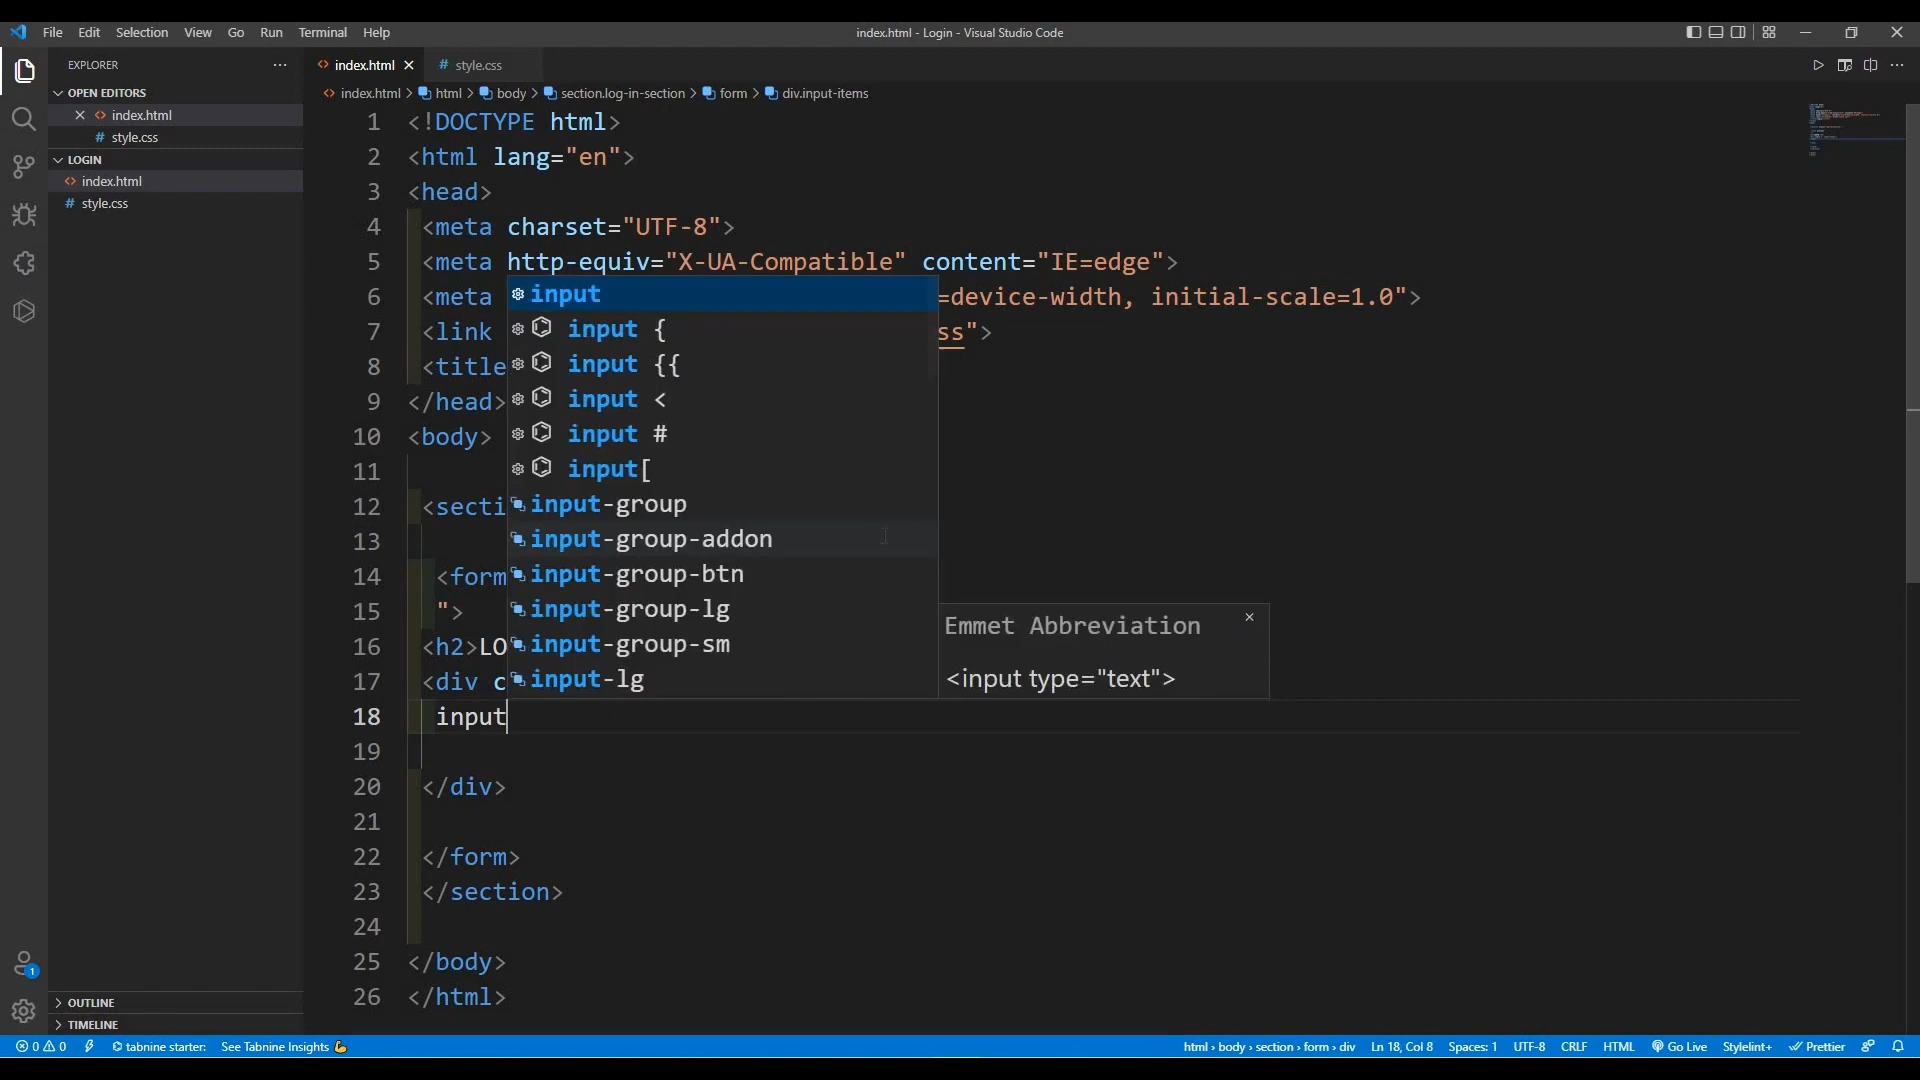 File Edit Selection View Go Run Terminal Help
index.html - Login - Visual Studio Code
EXPLORER
OPEN EDITORS
index.html
# style.css
LOGIN
index.html
# style.css
OUTLINE
TIMELINE
index.html
# style.css
index.html > html > body > section.log-in-section > form > div.input-items
1 <!DOCTYPE html>
2 <html lang="en">
3 <head>
4 <meta charset="UTF-8">
5 <meta http-equiv="X-UA-Compatible" content="IE=edge">
6 <meta =device-width, initial-scale=1.0">
7 <link ss">
8 <title
9 </head>
10 <body>
11
12 <secti
13
14 <form
15 ">
16 <h2>LO
17 <div c
18 input
19
20 </div>
21
22 </form>
23 </section>
24
25 </body>
26 </html>
input
input {
input {{
input <
input #
input[
input-group
input-group-addon
input-group-btn
input-group-lg
input-group-sm
input-lg
Emmet Abbreviation
<input type="text">
1
0 0 tabnine starter: See Tabnine Insights
html › body › section › form › div Ln 18, Col 8 Spaces: 1 UTF-8 CRLF HTML Go Live Stylelint+ Prettier